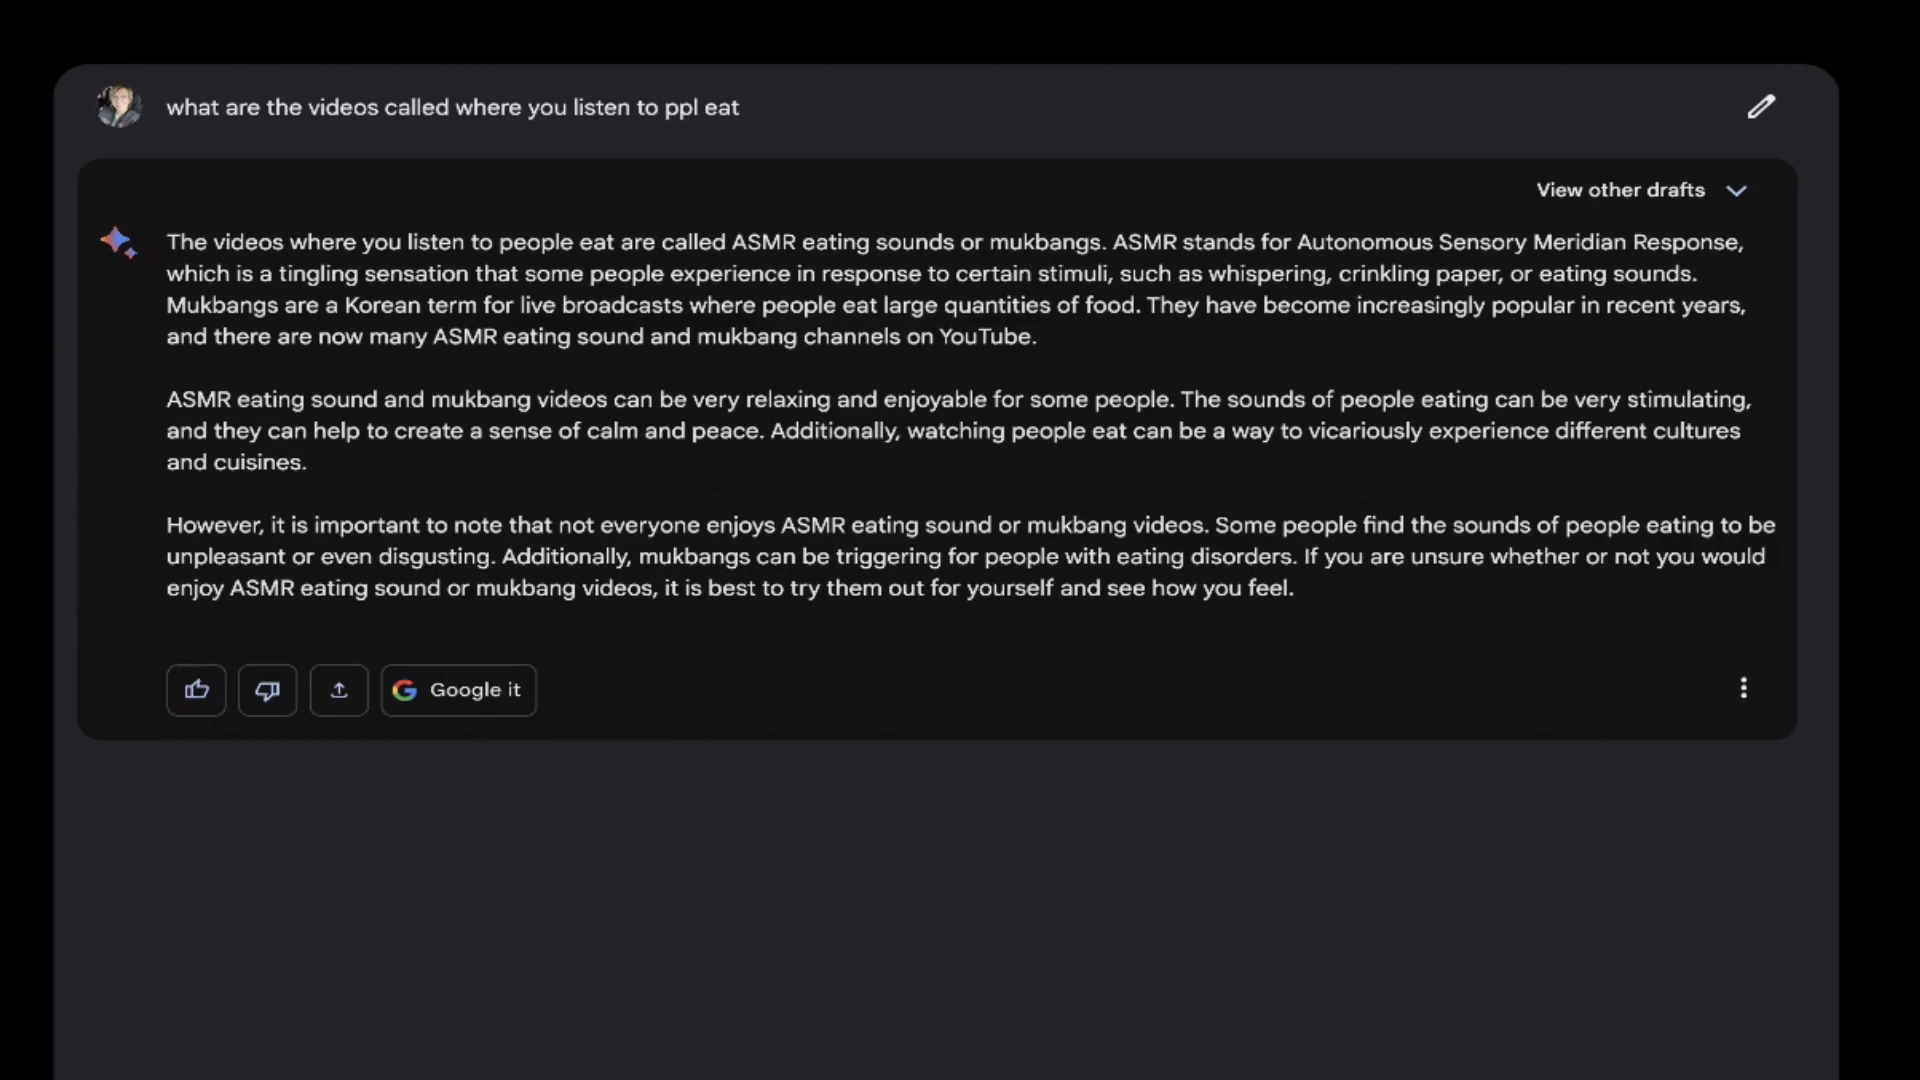 what are the videos called where you listen to ppl eat
View other drafts
The videos where you listen to people eat are called ASMR eating sounds or mukbangs. ASMR stands for Autonomous Sensory Meridian Response,
which is a tingling sensation that some people experience in response to certain stimuli, such as whispering, crinkling paper, or eating sounds.
Mukbangs are a Korean term for live broadcasts where people eat large quantities of food. They have become increasingly popular in recent years,
and there are now many ASMR eating sound and mukbang channels on YouTube.
ASMR eating sound and mukbang videos can be very relaxing and enjoyable for some people. The sounds of people eating can be very stimulating,
and they can help to create a sense of calm and peace. Additionally, watching people eat can be a way to vicariously experience different cultures
and cuisines.
However, it is important to note that not everyone enjoys ASMR eating sound or mukbang videos. Some people find the sounds of people eating to be
unpleasant or even disgusting. Additionally, mukbangs can be triggering for people with eating disorders. If you are unsure whether or not you would
enjoy ASMR eating sound or mukbang videos, it is best to try them out for yourself and see how you feel.
Google it